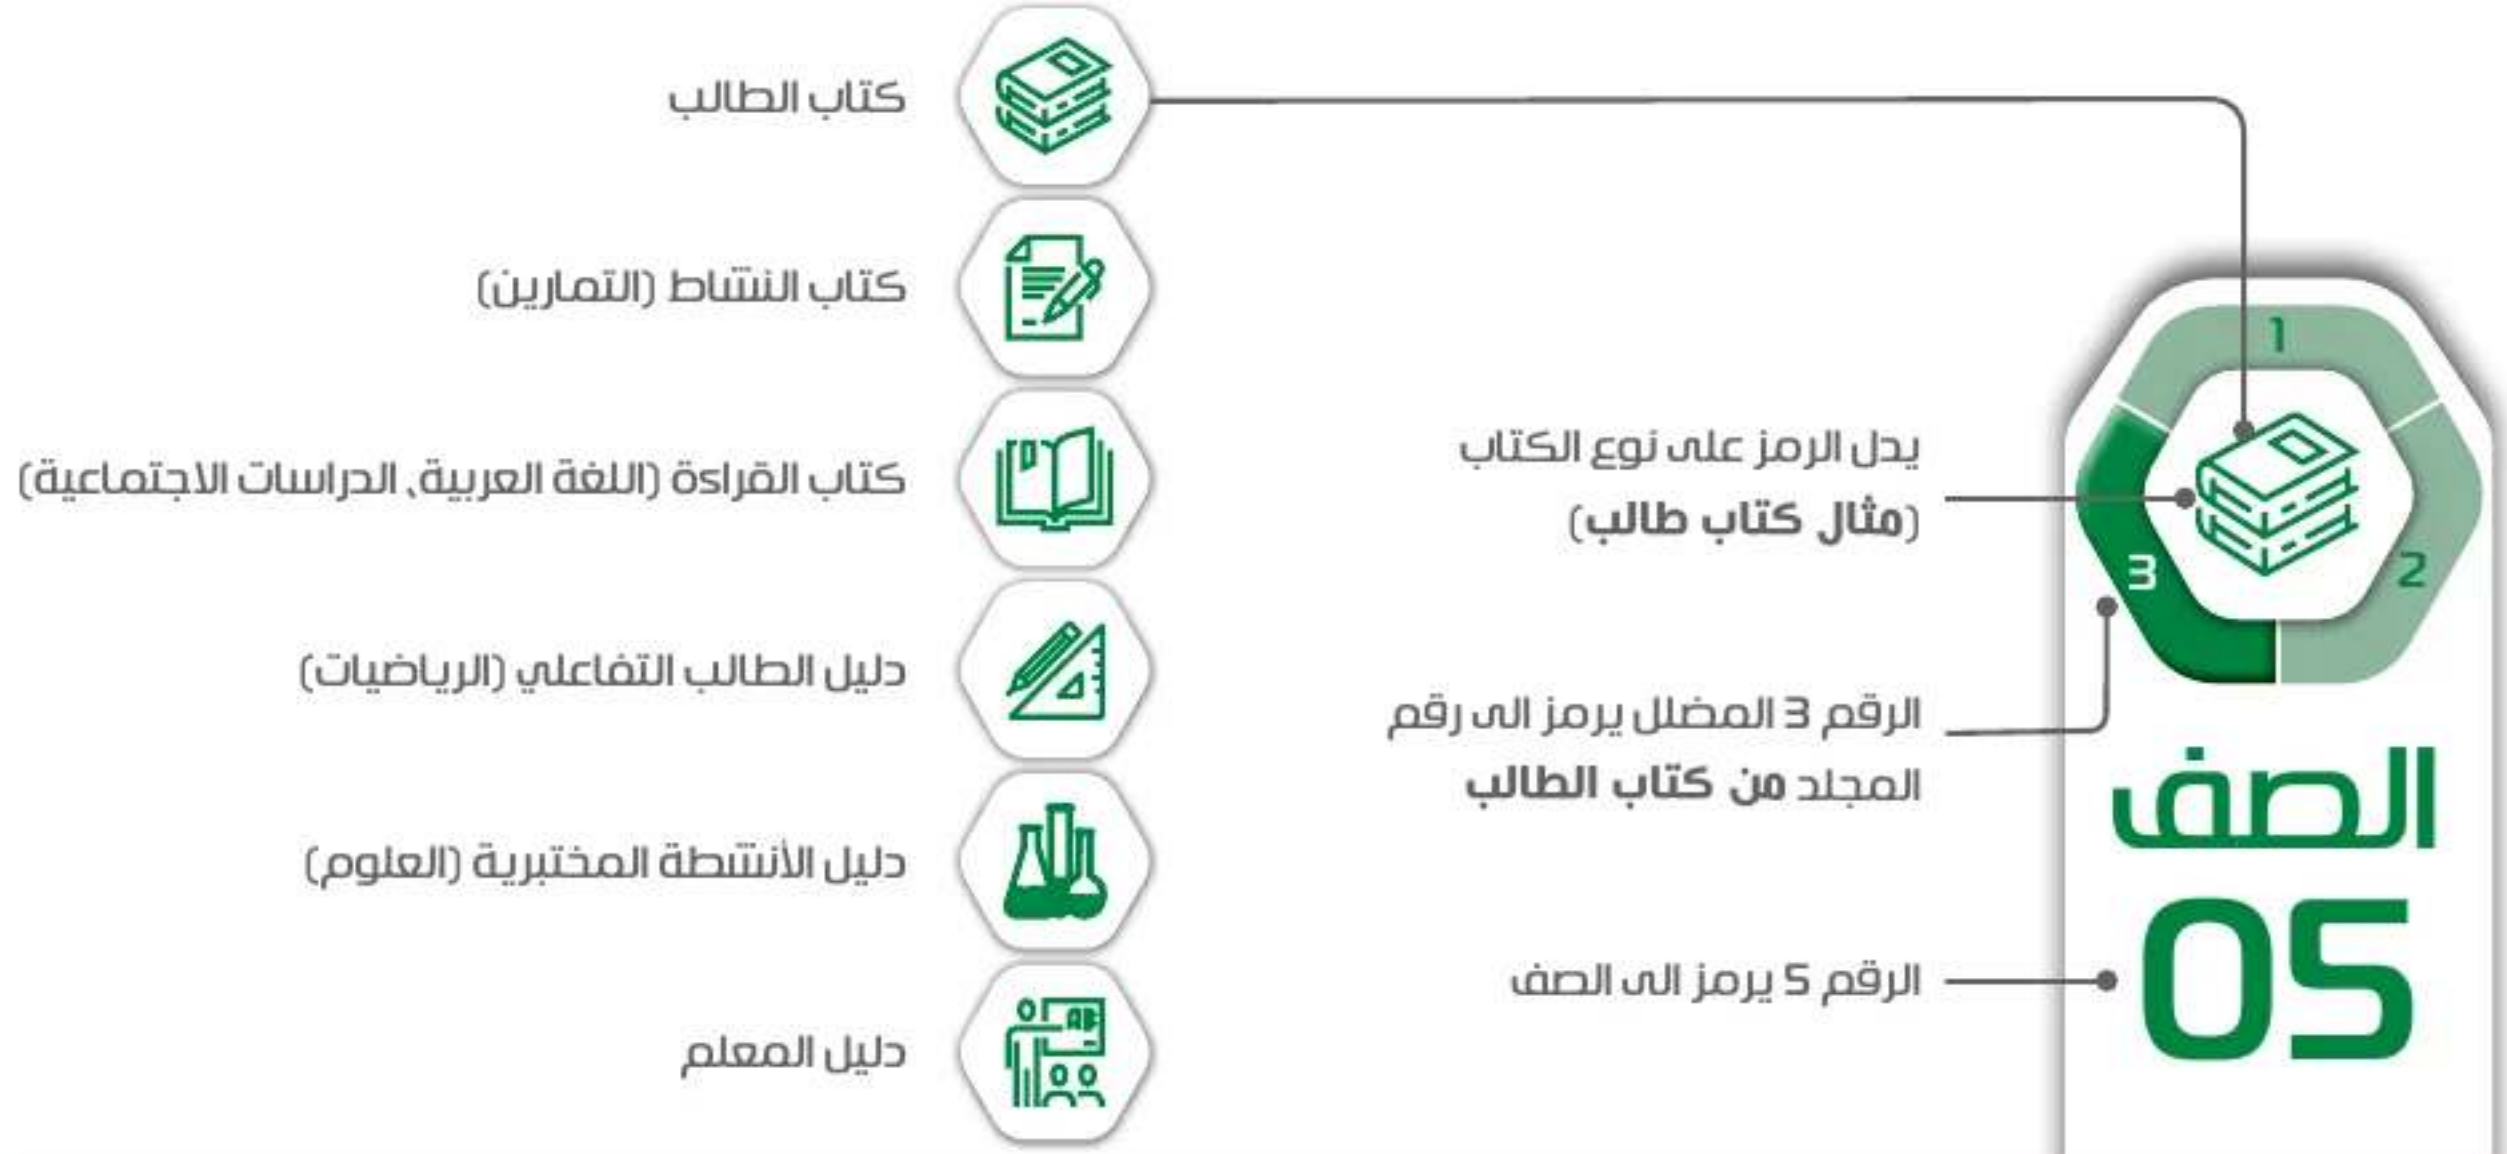 1
2
3
الصف
05
يدل الرمز على نوع الكتاب
(مثال كتاب طالب)
الرقم 3 المضلل يرمز الى رقم
المجلد من كتاب الطالب
الرقم 5 يرمز الى الصف
كتاب الطالب
كتاب النشاط (التمارين)
كتاب القراءة (اللغة العربية، الدراسات الاجتماعية)
دليل الطالب التفاعلي (الرياضيات)
دليل الأنشطة المختبرية (العلوم)
AB
دليل المعلم